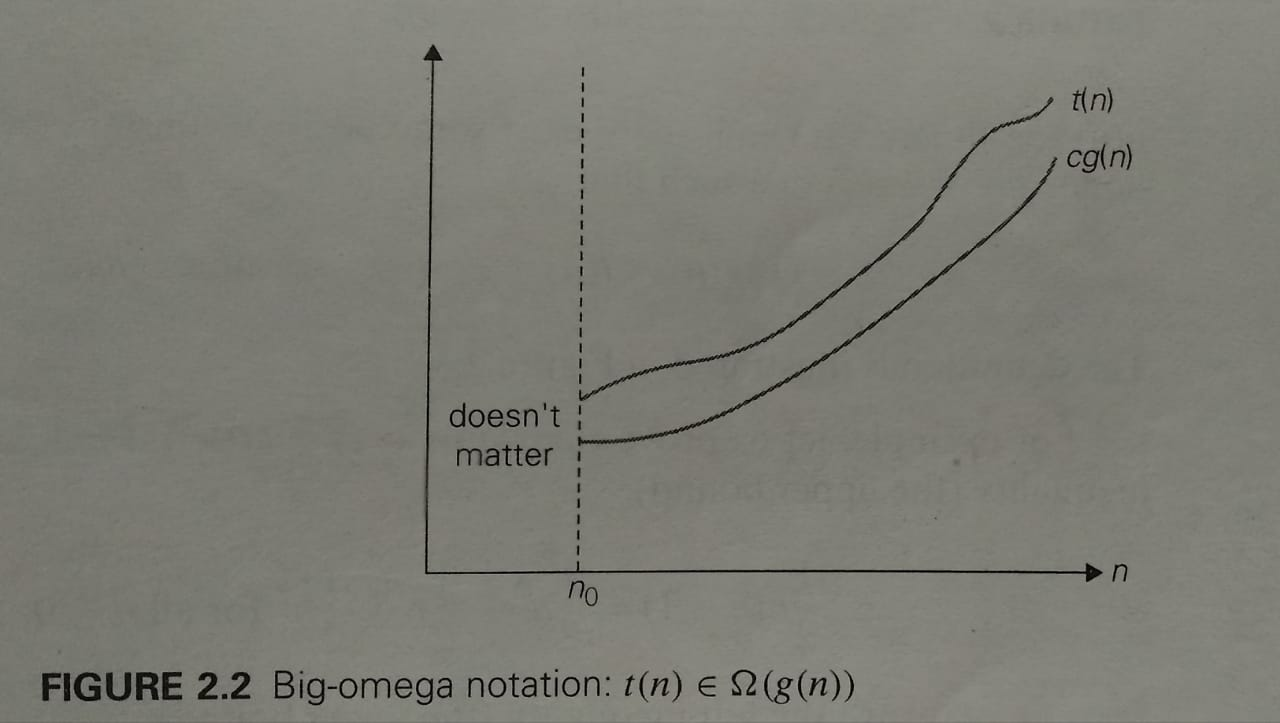 t(n)
cg(n)
doesn't
matter
n
n₀
FIGURE 2.2 Big-omega notation: t(n) ∈ Ω(g(n))